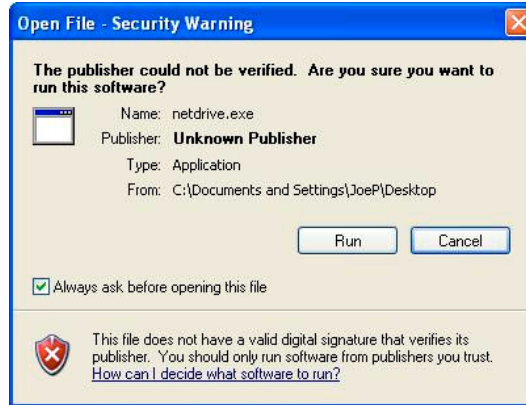 Open File - Security Warning
The publisher could not be verified. Are you sure you want to
run this software?
Name: netdrive.exe
Publisher: Unknown Publisher
Type: Application
From: C:\Documents and Settings\JoeP\Desktop
Run Cancel
Always ask before opening this file
This file does not have a valid digital signature that verifies its
publisher. You should only run software from publishers you trust.
How can I decide what software to run?